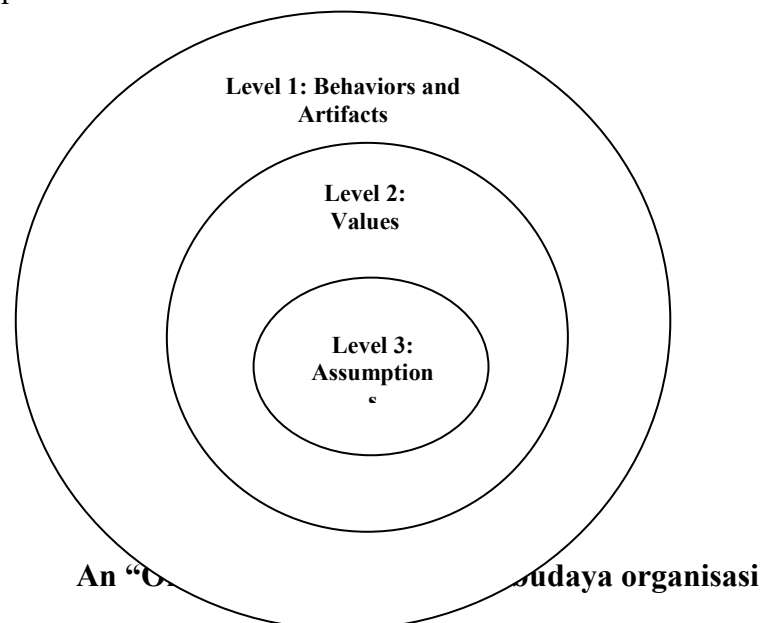 Level 1: Behaviors and
Artifacts
Level 2:
Values
Level 3:
Assumption
s
An “O budaya organisasi